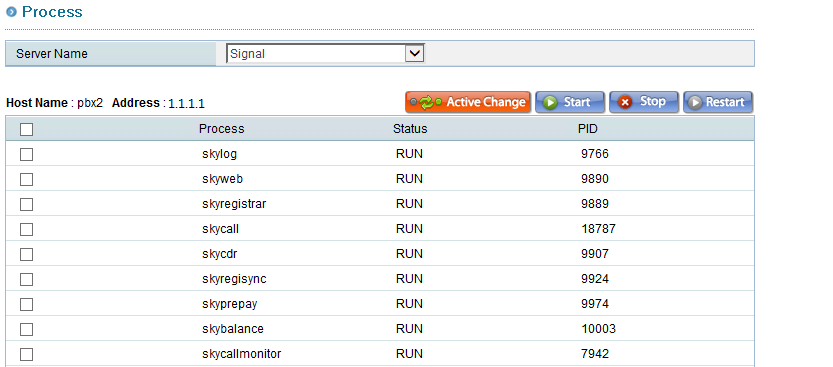 Process
Server Name Signal
Host Name : pbx2 Address : 1.1.1.1 Active Change Start Stop Restart
Process Status PID
skylog RUN 9766
skyweb RUN 9890
skyregistrar RUN 9889
skycall RUN 18787
skycdr RUN 9907
skyregisync RUN 9924
skyprepay RUN 9974
skybalance RUN 10003
skycallmonitor RUN 7942